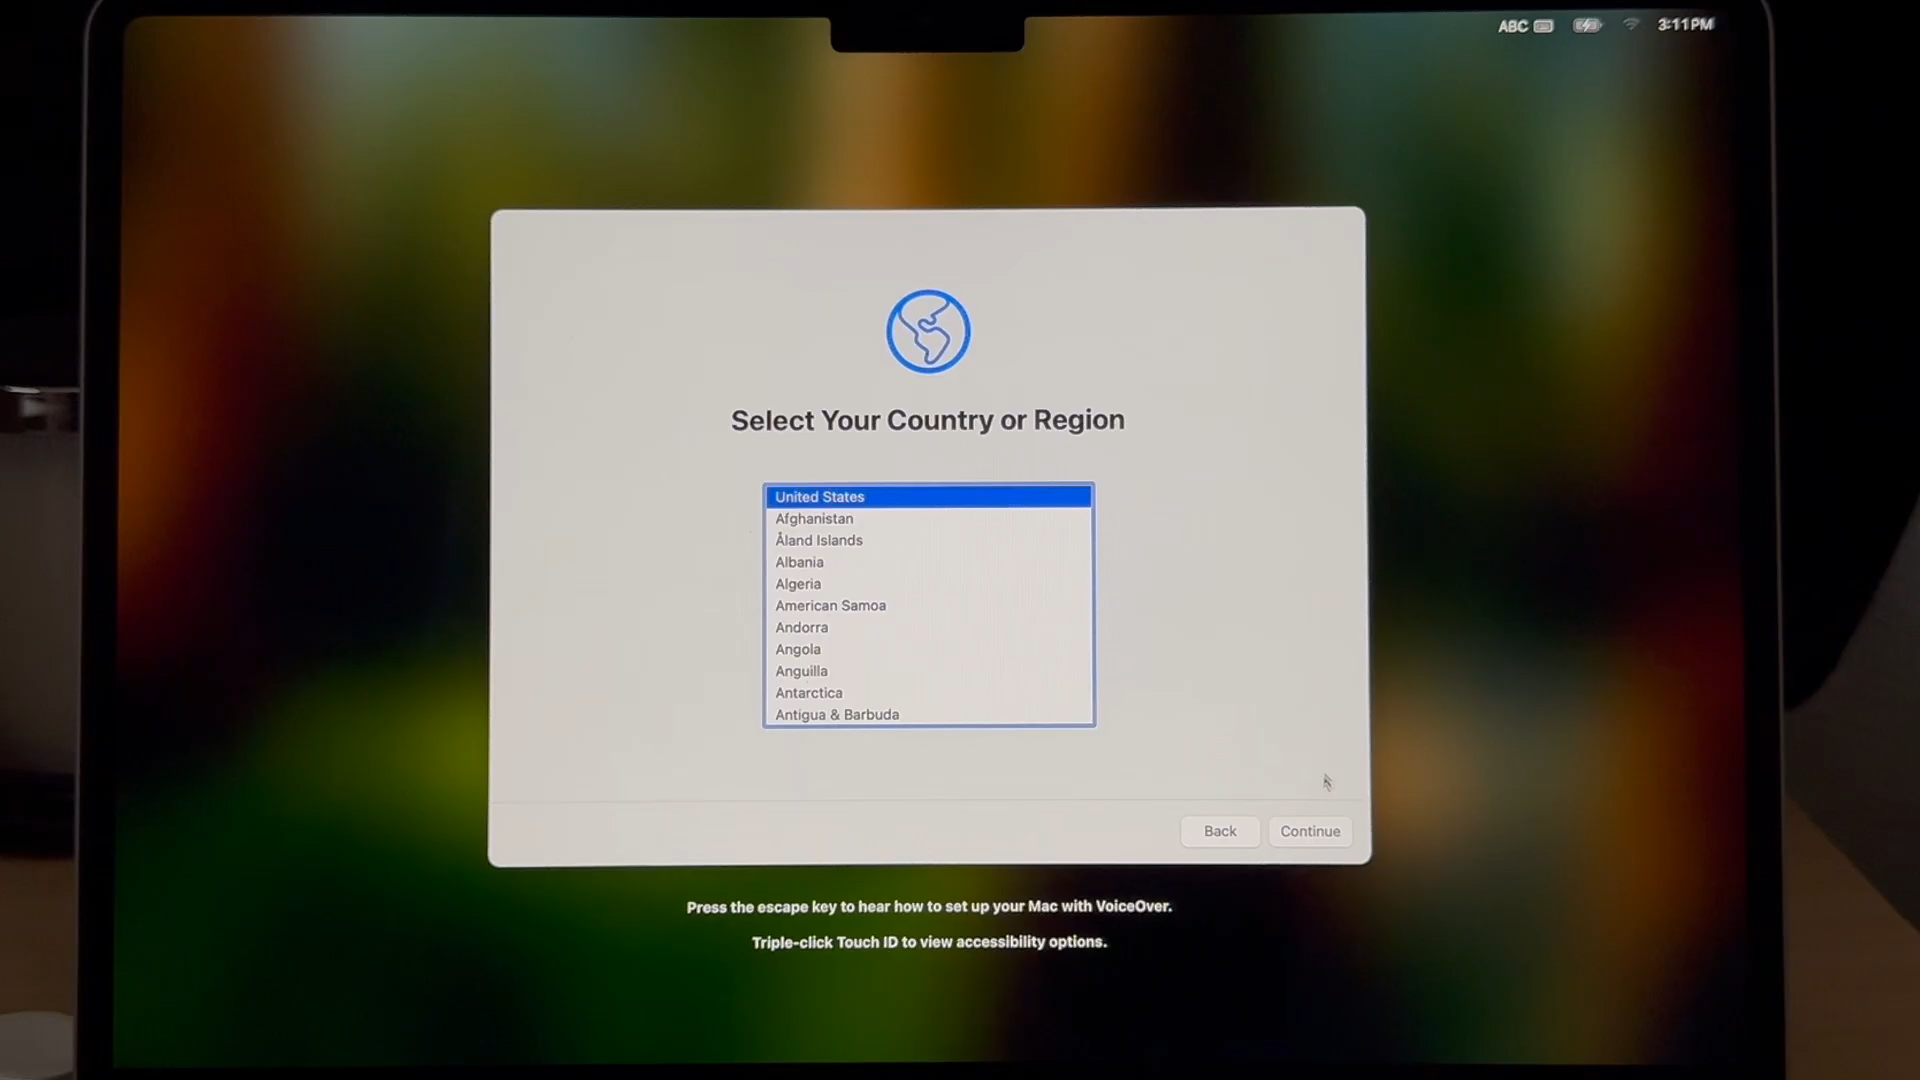 ABC
3:11PM
Select Your Country or Region
United States
Afghanistan
Åland Islands
Albania
Algeria
American Samoa
Andorra
Angola
Anguilla
Antarctica
Antigua & Barbuda
Back
Continue
Press the escape key to hear how to set up your Mac with VoiceOver.
Triple-click Touch ID to view accessibility options.